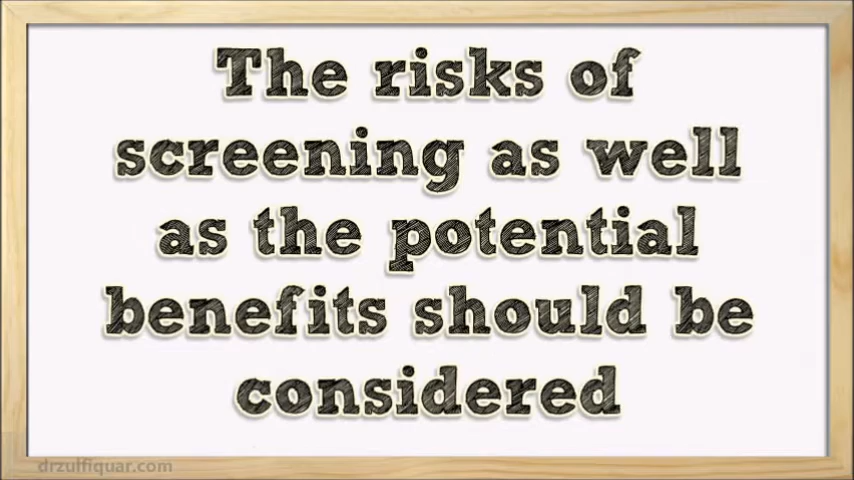 The risks of
screening as well
as the potential
benefits should be
considered
drzulfiquar.com